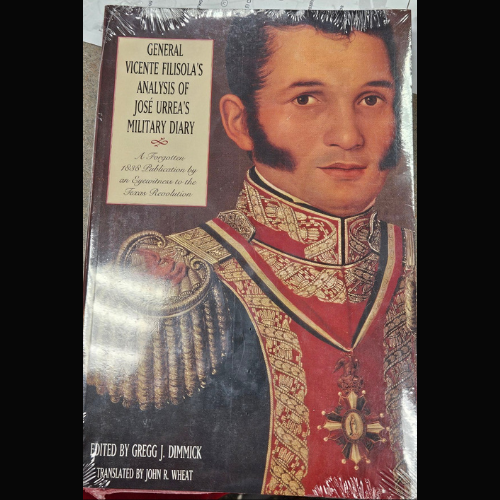 GENERAL
VICENTE FILISOLA'S
ANALYSIS OF
JOSÉ URREA'S
MILITARY DIARY
A Forgotten
1838 Publication by
an Eyewitness to the
Texas Revolution
EDITED BY GREGG J. DIMMICK
TRANSLATED BY JOHN R. WHEAT